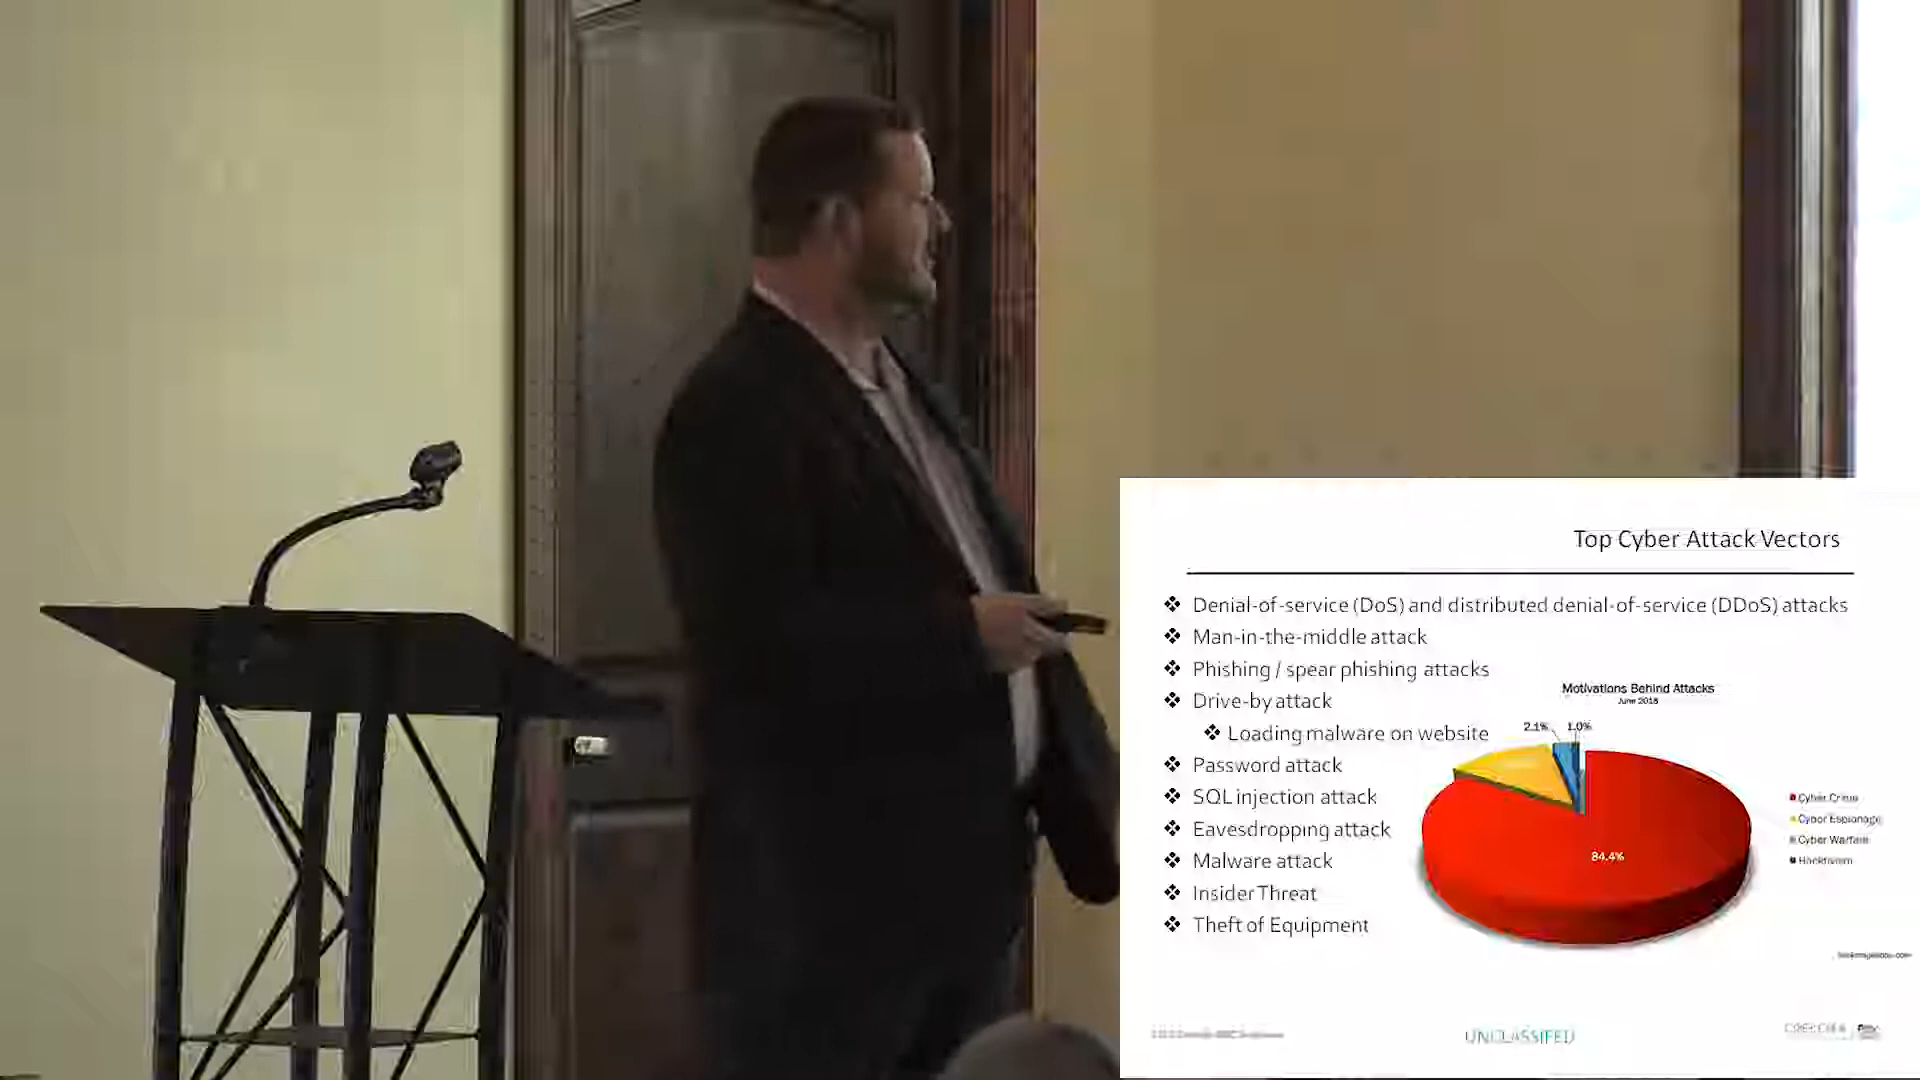 Top Cyber Attack Vectors
❖ Denial-of-service (DoS) and distributed denial-of-service (DDoS) attacks
❖ Man-in-the-middle attack
❖ Phishing / spear phishing attacks
❖ Drive-by attack
❖ Loading malware on website
❖ Password attack
❖ SQL injection attack
❖ Eavesdropping attack
❖ Malware attack
❖ Insider Threat
❖ Theft of Equipment
Motivations Behind Attacks
June 2018
2.1% 1.0%
84.4%
Cyber Crime
Cyber Espionage
Cyber Warfare
Hacktivism
UNCLASSIFED